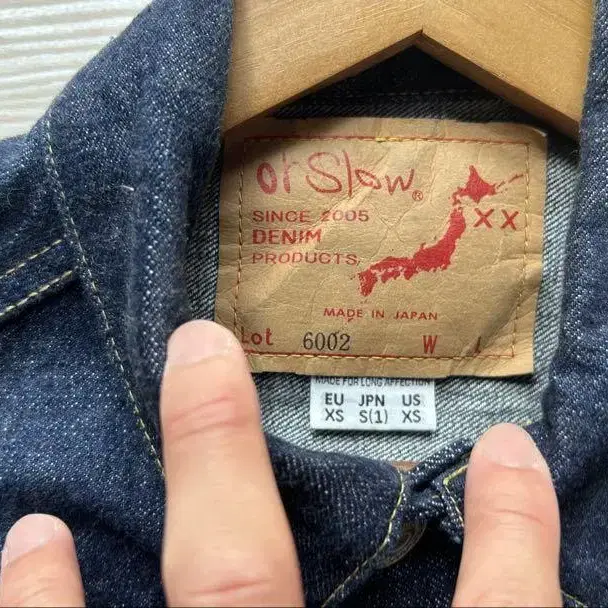 orSlow®
SINCE 2005
DENIM
PRODUCTS
XX
MADE IN JAPAN
Lot 6002 W L
MADE FOR LONG AFFECTION
EU JPN US
XS S(1) XS